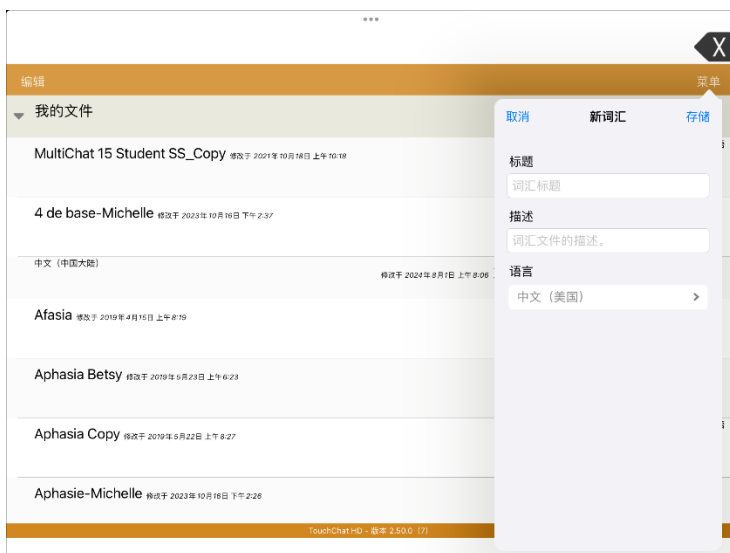 X
编辑
菜单
我的文件
MultiChat 15 Student SS_Copy 修改于 2021年10月18日 上午10:18
4 de base-Michelle 修改于 2023年10月16日 下午2:37
中文（中国大陆）
修改于 2024年8月1日 上午8:06
Afasia 修改于 2019年4月15日 上午8:19
Aphasia Betsy 修改于 2019年5月23日 上午6:23
Aphasia Copy 修改于 2019年5月22日 上午8:27
Aphasie-Michelle 修改于 2023年10月16日 下午2:26
TouchChat HD - 版本 2.50.0 (7)
取消
新词汇
存储
标题
词汇标题
描述
词汇文件的描述。
语言
中文（美国）